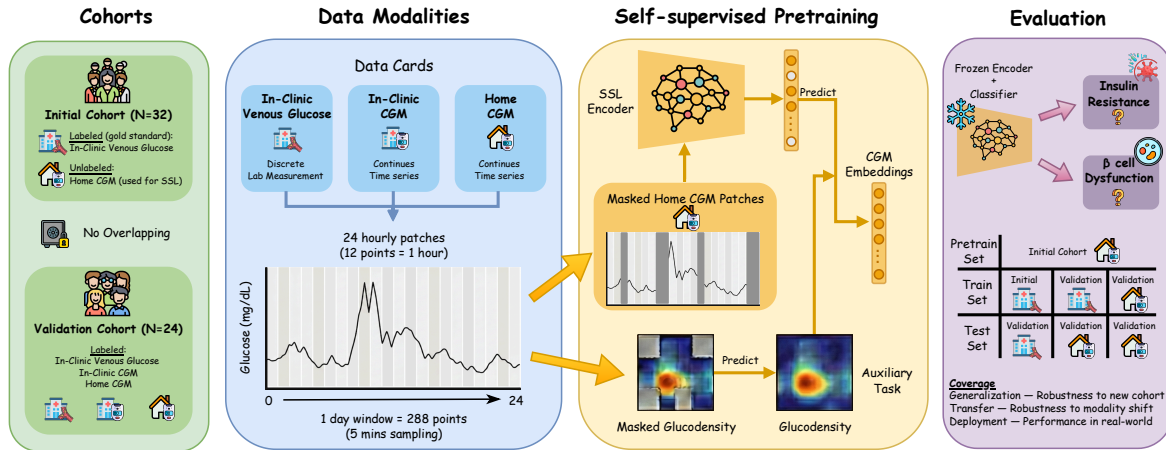 Cohorts
Initial Cohort (N=32)
Labeled (gold standard):
In-Clinic Venous Glucose
Unlabeled:
Home CGM (used for SSL)
No Overlapping
Validation Cohort (N=24)
Labeled:
In-Clinic Venous Glucose
In-Clinic CGM
Home CGM
Data Modalities
Data Cards
In-Clinic
Venous Glucose
Discrete
Lab Measurement
In-Clinic
CGM
Continues
Time series
Home
CGM
Continues
Time series
24 hourly patches
(12 points = 1 hour)
Glucose (mg/dL)
0
24
1 day window = 288 points
(5 mins sampling)
Self-supervised Pretraining
SSL
Encoder
Predict
CGM
Embeddings
Masked Home CGM Patches
Predict
Auxiliary
Task
Masked Glucodensity
Glucodensity
Evaluation
Frozen Encoder
+
Classifier
Insulin
Resistance
?
β cell
Dysfunction
?
Pretrain
Set
Initial Cohort
Train
Set
Initial
Validation
Validation
Test
Set
Validation
Validation
Validation
Coverage
Generalization — Robustness to new cohort
Transfer — Robustness to modality shift
Deployment — Performance in real-world